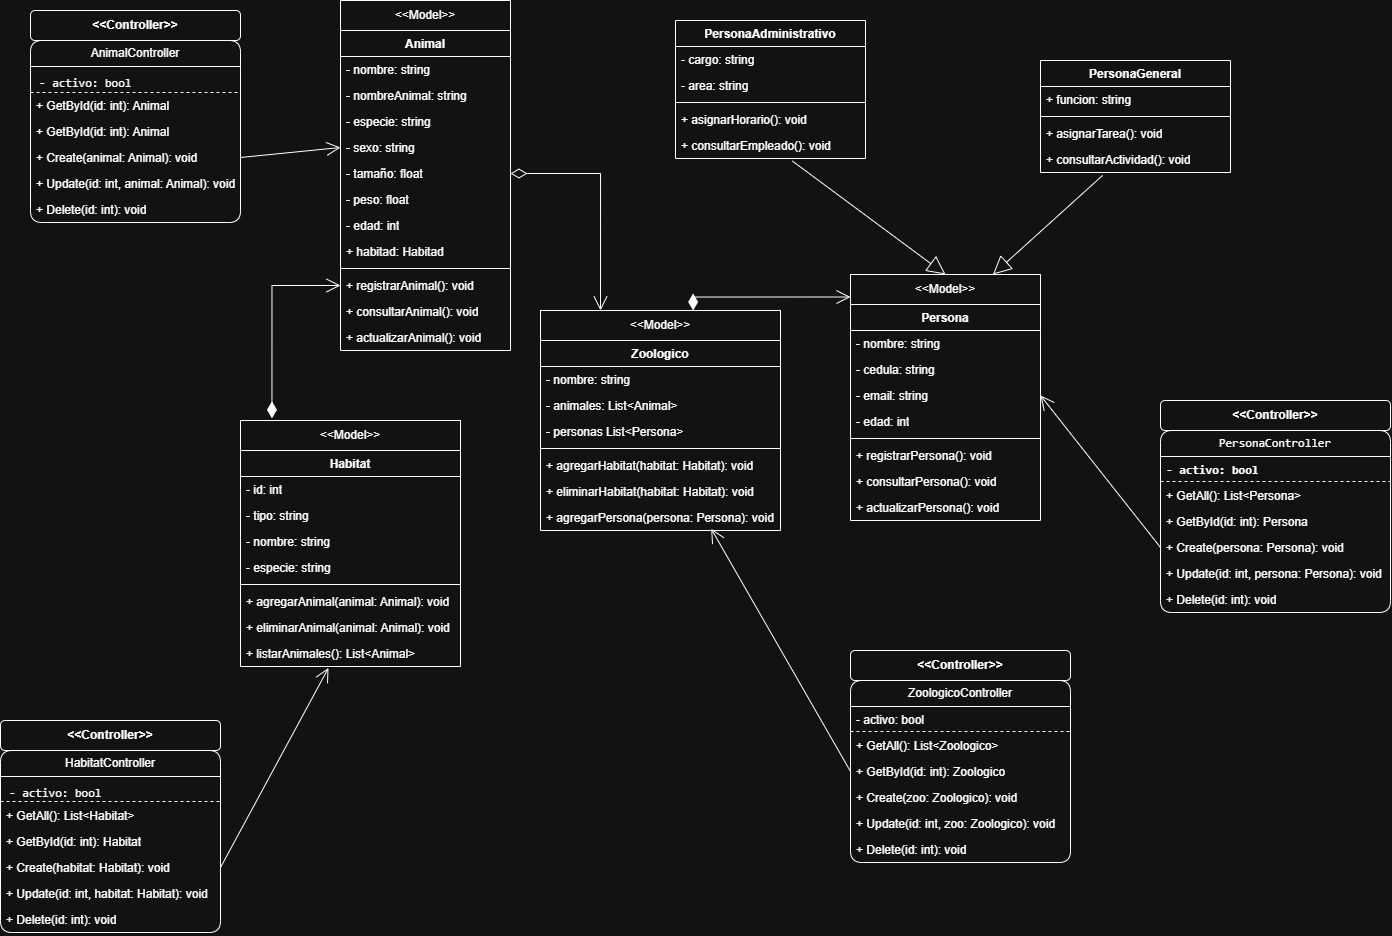 <<Controller>>
AnimalController
- activo: bool
+ GetById(id: int): Animal
+ GetById(id: int): Animal
+ Create(animal: Animal): void
+ Update(id: int, animal: Animal): void
+ Delete(id: int): void
<<Model>>
Animal
- nombre: string
- nombreAnimal: string
- especie: string
- sexo: string
- tamaño: float
- peso: float
- edad: int
+ habitad: Habitad
+ registrarAnimal(): void
+ consultarAnimal(): void
+ actualizarAnimal(): void
PersonaAdministrativo
- cargo: string
- area: string
+ asignarHorario(): void
+ consultarEmpleado(): void
PersonaGeneral
+ funcion: string
+ asignarTarea(): void
+ consultarActividad(): void
<<Model>>
Zoologico
- nombre: string
- animales: List<Animal>
- personas List<Persona>
+ agregarHabitat(habitat: Habitat): void
+ eliminarHabitat(habitat: Habitat): void
+ agregarPersona(persona: Persona): void
<<Model>>
Persona
- nombre: string
- cedula: string
- email: string
- edad: int
+ registrarPersona(): void
+ consultarPersona(): void
+ actualizarPersona(): void
<<Controller>>
PersonaController
- activo: bool
+ GetAll(): List<Persona>
+ GetById(id: int): Persona
+ Create(persona: Persona): void
+ Update(id: int, persona: Persona): void
+ Delete(id: int): void
<<Model>>
Habitat
- id: int
- tipo: string
- nombre: string
- especie: string
+ agregarAnimal(animal: Animal): void
+ eliminarAnimal(animal: Animal): void
+ listarAnimales(): List<Animal>
<<Controller>>
ZoologicoController
- activo: bool
+ GetAll(): List<Zoologico>
+ GetById(id: int): Zoologico
+ Create(zoo: Zoologico): void
+ Update(id: int, zoo: Zoologico): void
+ Delete(id: int): void
<<Controller>>
HabitatController
- activo: bool
+ GetAll(): List<Habitat>
+ GetById(id: int): Habitat
+ Create(habitat: Habitat): void
+ Update(id: int, habitat: Habitat): void
+ Delete(id: int): void